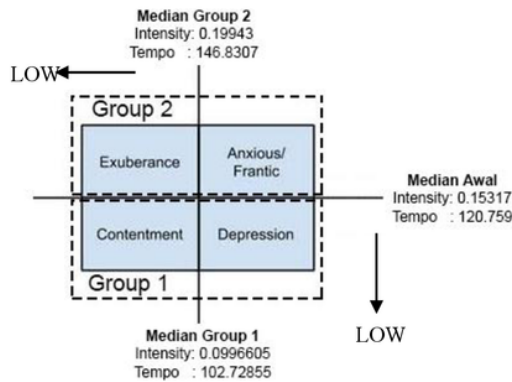 Median Group 2
Intensity: 0.19943
Tempo : 146.8307
LOW
Group 2
Exuberance
Anxious/
Frantic
Median Awal
Intensity: 0.15317
Tempo : 120.759
Contentment
Depression
Group 1
LOW
Median Group 1
Intensity: 0.0996605
Tempo : 102.72855